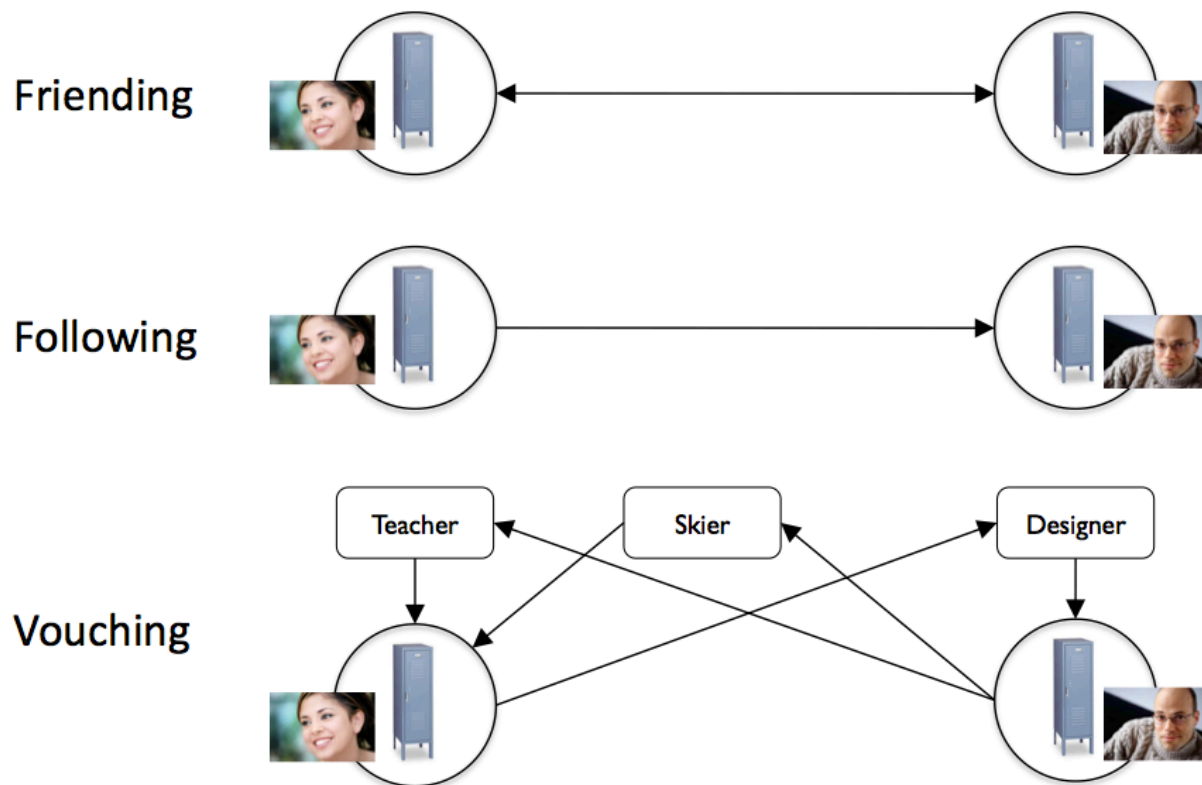 Friending
Following
Teacher
Skier
Designer
Vouching